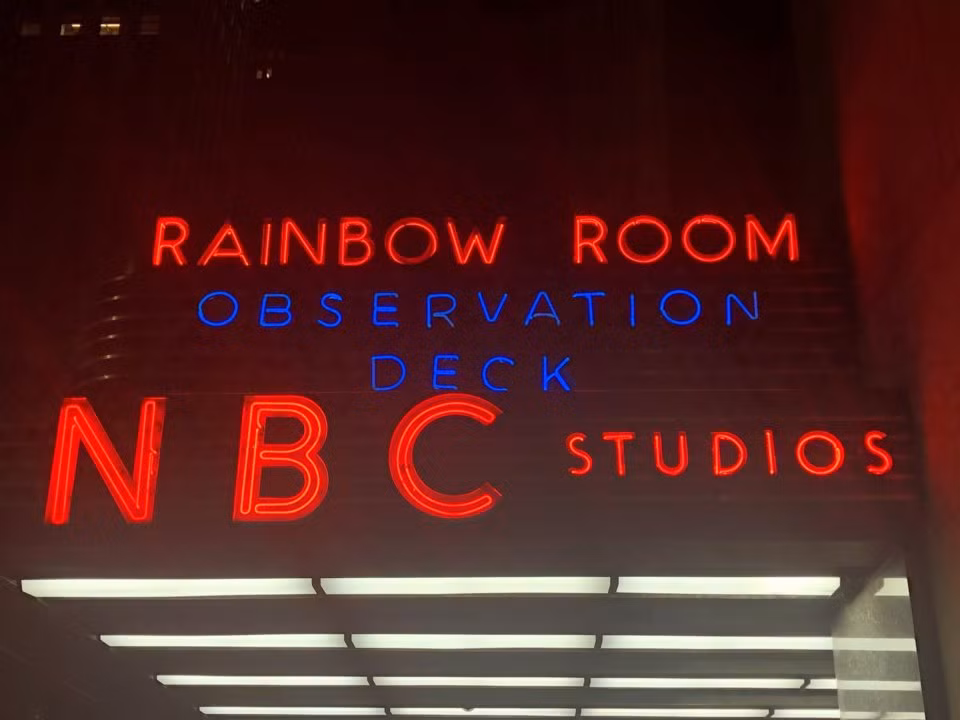 RAINBOW ROOM
OBSERVATION
DECK
NBC STUDIOS